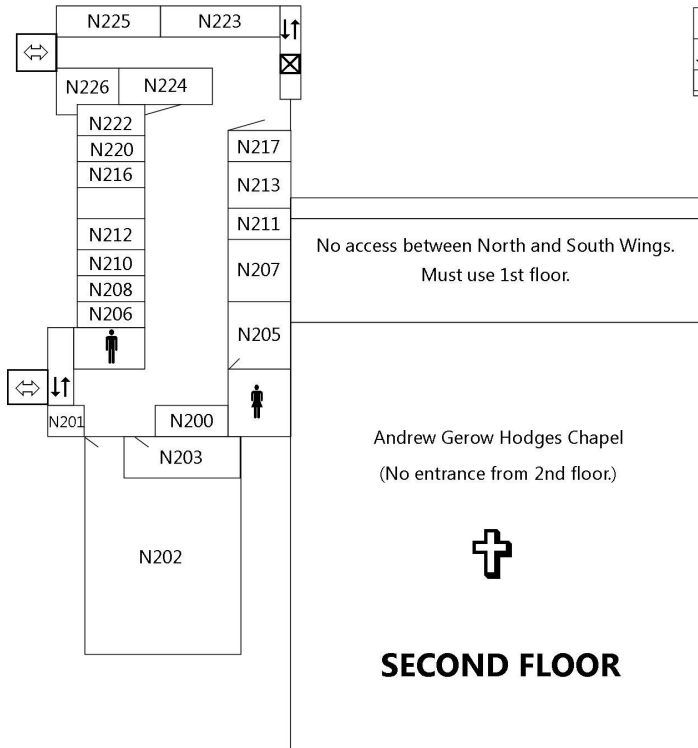 N225 N223
N226 N224
N222
N220
N216
N212
N210
N208
N206
N217
N213
N211
N207
N205
N201
N200
N203
N202
No access between North and South Wings.
Must use 1st floor.
Andrew Gerow Hodges Chapel
(No entrance from 2nd floor.)
SECOND FLOOR